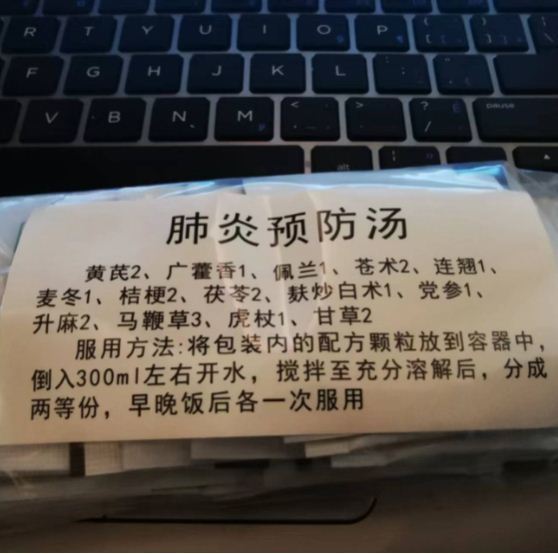 R T Y U I O P [ ]
F G H J K L
V B N M < , > . ? /
pause
alt
肺炎预防汤
黄芪2、广藿香1、佩兰1、苍术2、连翘1、
麦冬1、桔梗2、茯苓2、麸炒白术1、党参1、
升麻2、马鞭草3、虎杖1、甘草2
服用方法:将包装内的配方颗粒放到容器中,
倒入300ml左右开水，搅拌至充分溶解后，分成
两等份，早晚饭后各一次服用